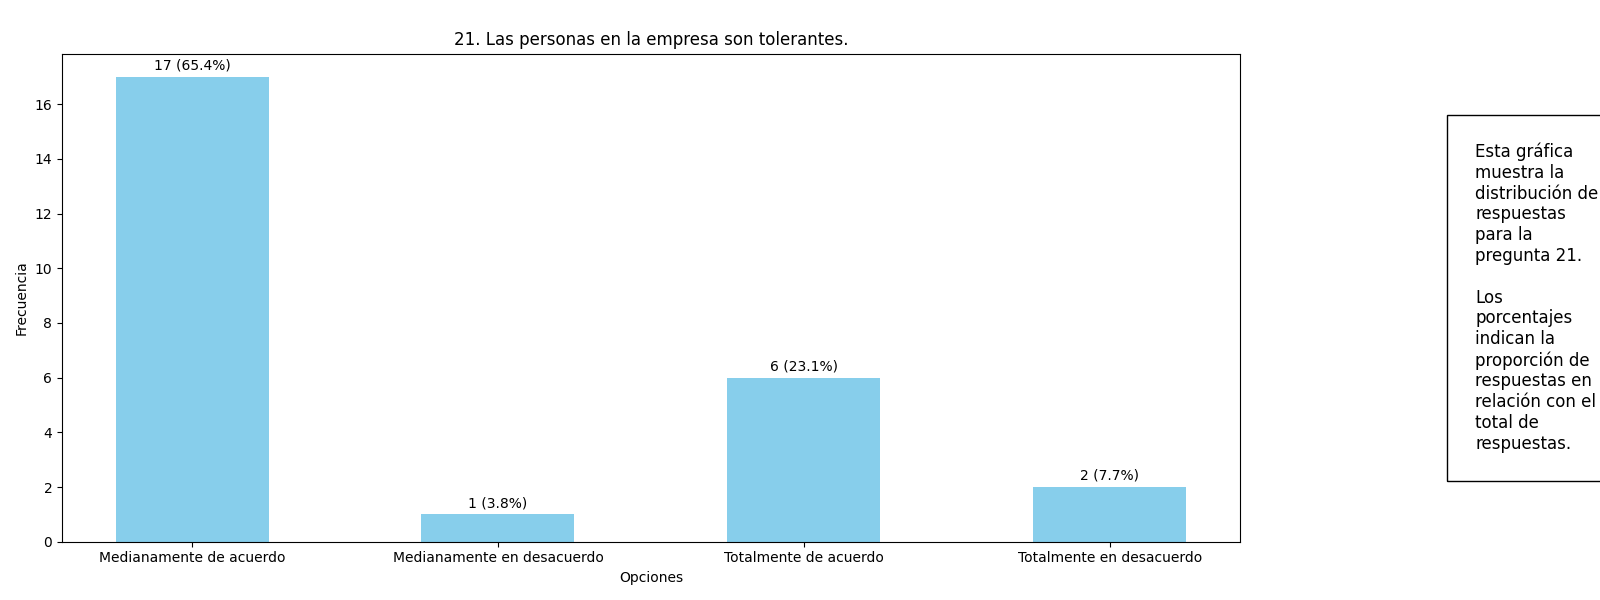 21. Las personas en la empresa son tolerantes.
17 (65.4%)
1 (3.8%)
6 (23.1%)
2 (7.7%)
Frecuencia
16
14
12
10
8
6
4
2
0
Medianamente de acuerdo
Medianamente en desacuerdo
Totalmente de acuerdo
Totalmente en desacuerdo
Opciones
Esta gráfica
muestra la
distribución de
respuestas
para la
pregunta 21.
Los
porcentajes
indican la
proporción de
respuestas en
relación con el
total de
respuestas.